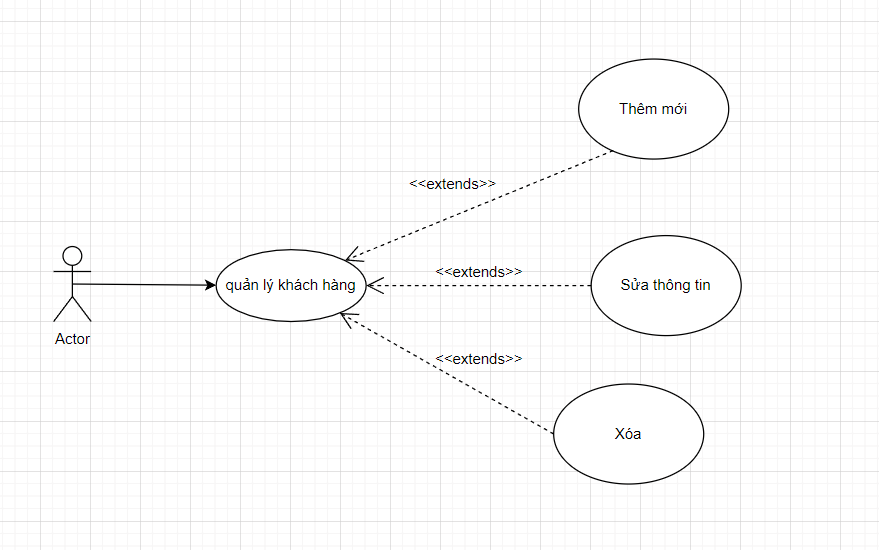 Thêm mới
<<extends>>
<<extends>>
quản lý khách hàng
Sửa thông tin
Actor
<<extends>>
Xóa